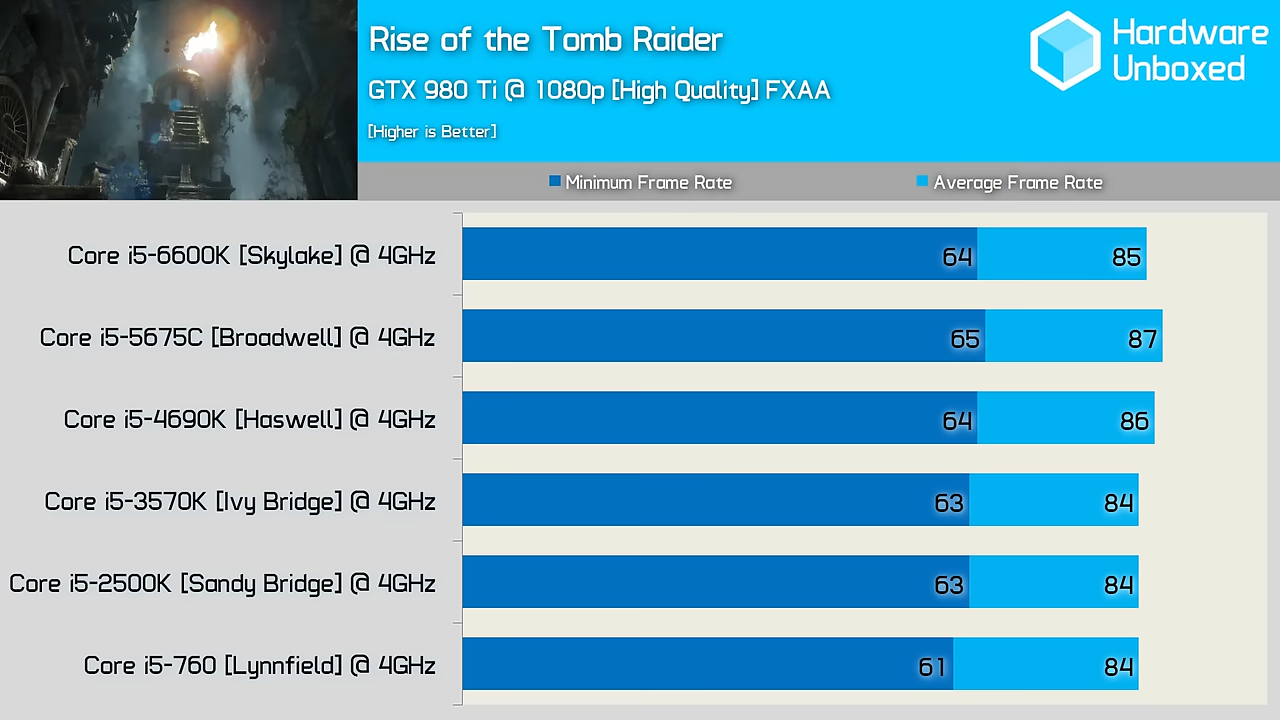 Rise of the Tomb Raider
GTX 980 Ti @ 1080p [High Quality] FXAA
[Higher is Better]
Hardware
Unboxed
Minimum Frame Rate
Average Frame Rate
Core i5-6600K [Skylake] @ 4GHz 64 85
Core i5-5675C [Broadwell] @ 4GHz 65 87
Core i5-4690K [Haswell] @ 4GHz 64 86
Core i5-3570K [Ivy Bridge] @ 4GHz 63 84
Core i5-2500K [Sandy Bridge] @ 4GHz 63 84
Core i5-760 [Lynnfield] @ 4GHz 61 84